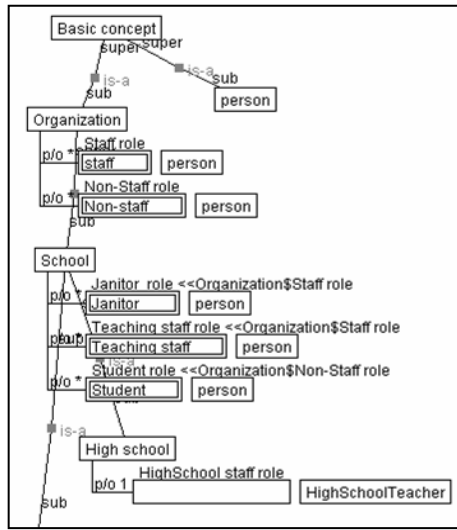 Basic concept
super super
is-a is-a
sub sub
person
Organization
Staff role
p/o * staff person
Non-Staff role
p/o * Non-staff person
sub
School
Janitor role <<Organization$Staff role
p/o * Janitor person
Teaching staff role <<Organization$Staff role
Teaching staff person
is-a
Student role <<Organization$Non-Staff role
p/o * Student person
is-a
High school
HighSchool staff role
p/o 1 HighSchoolTeacher
sub